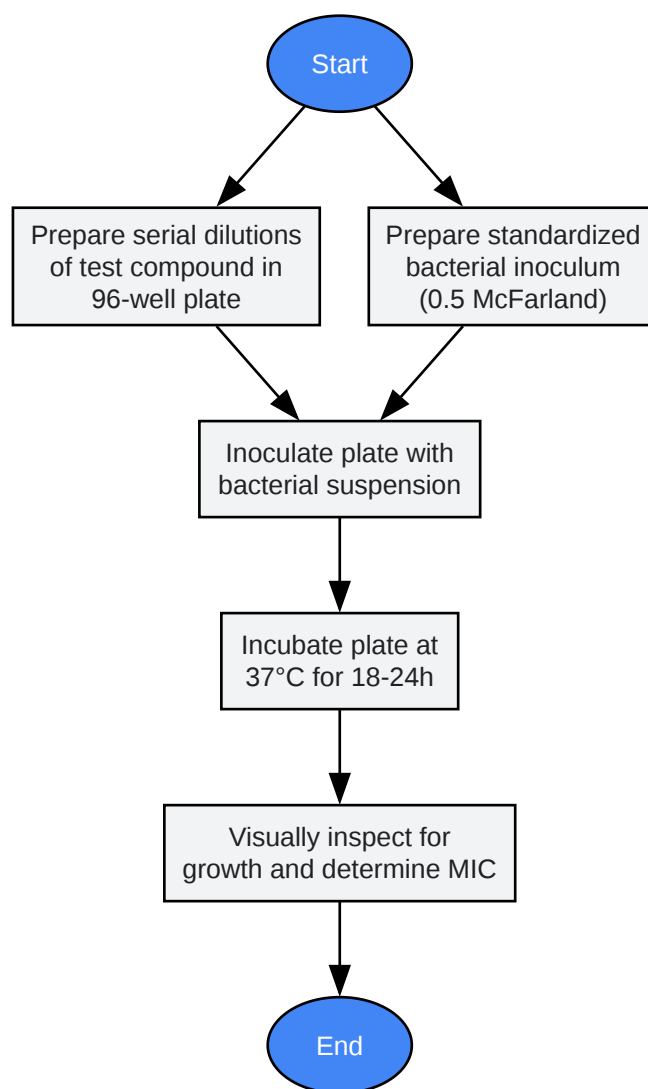 Start
Prepare serial dilutions
of test compound in
96-well plate
Prepare standardized
bacterial inoculum
(0.5 McFarland)
Inoculate plate with
bacterial suspension
Incubate plate at
37°C for 18-24h
Visually inspect for
growth and determine MIC
End